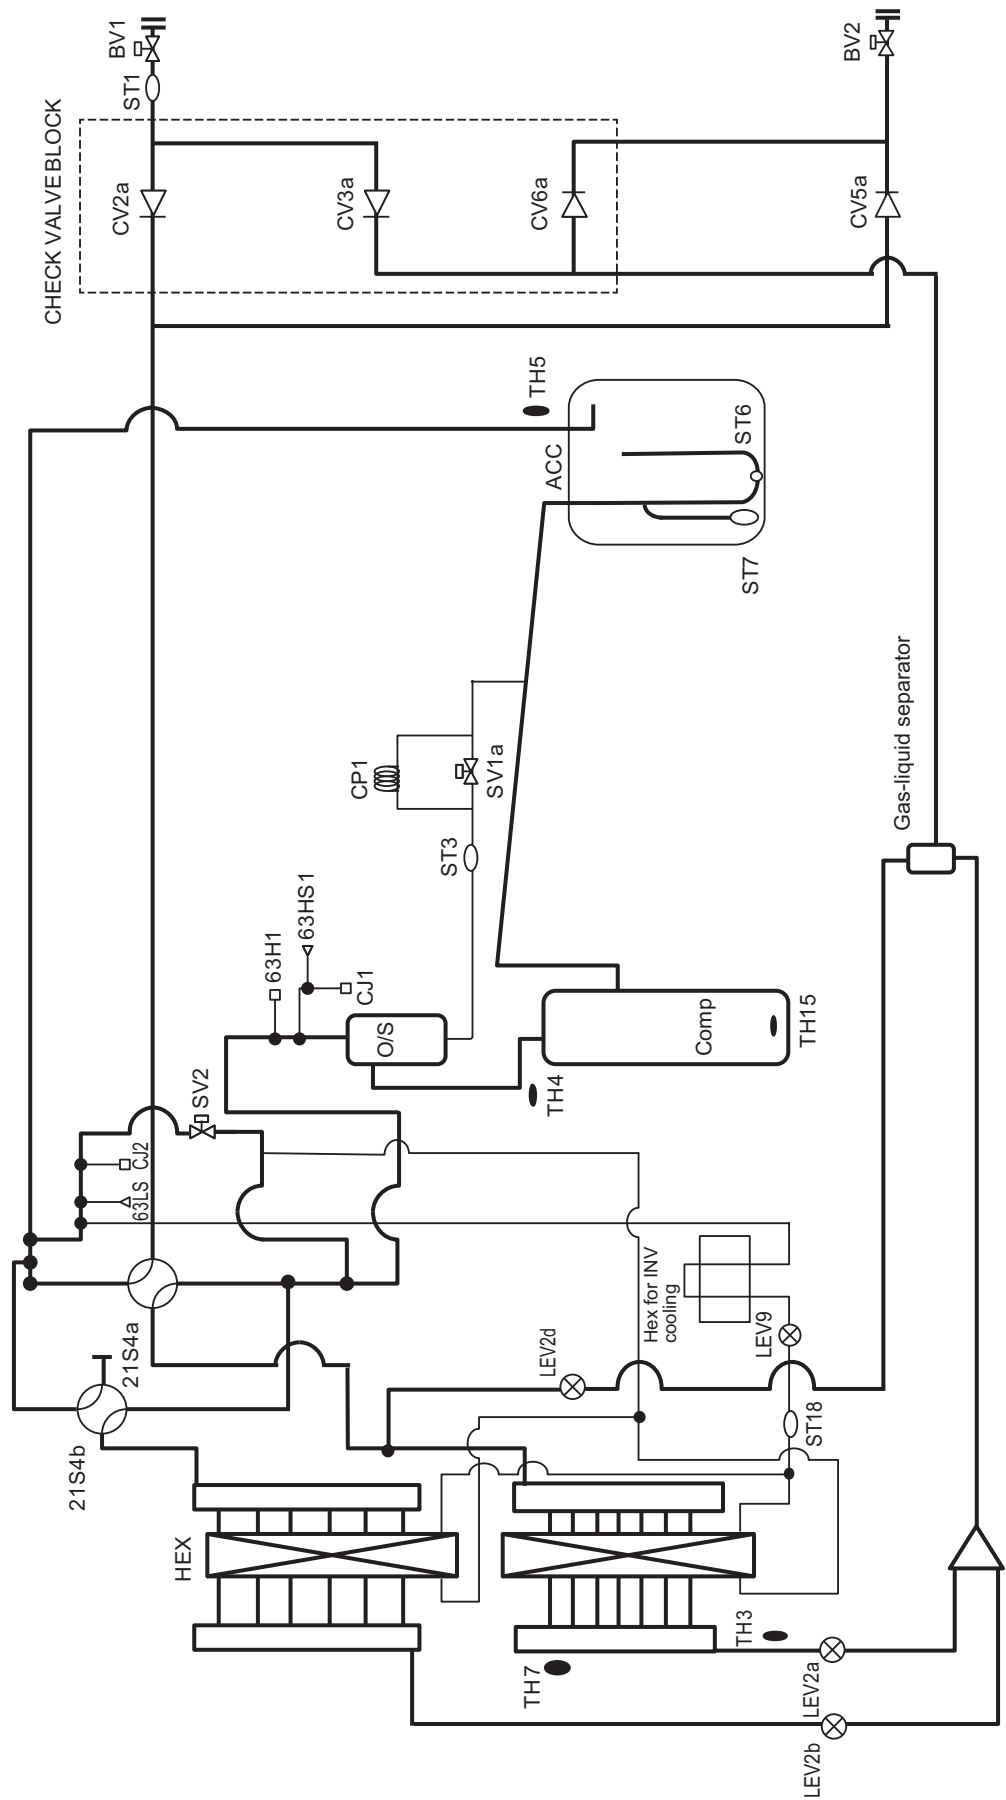 BV1
ST1
BV2
CHECK VALVE BLOCK
CV2a
CV3a
CV6a
CV5a
TH5
ACC
ST6
ST7
Gas-liquid separator
CP1
SV1a
ST3
63HS1
63H1
CJ1
O/S
Comp
TH15
TH4
SV2
CJ2
63LS
Hex for INV
cooling
21S4a
LEV2d
LEV9
ST18
21S4b
HEX
TH3
TH7
LEV2a
LEV2b